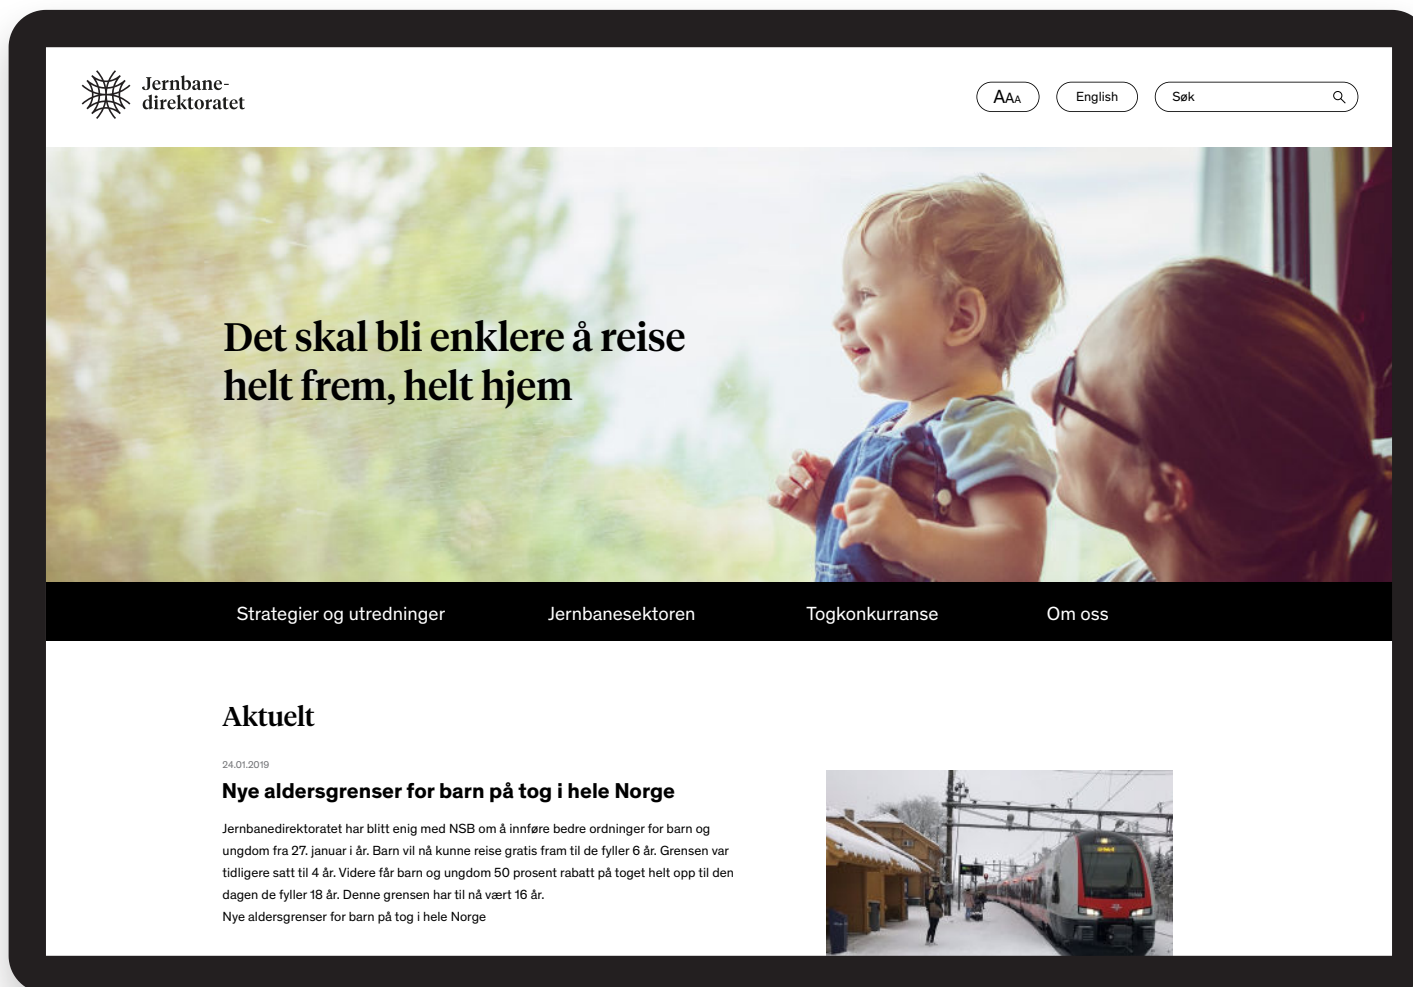 Jernbane-
direktoratet
AAA
English
Søk
Det skal bli enklere å reise
helt frem, helt hjem
Strategier og utredninger
Jernbanesektoren
Togkonkurranse
Om oss
Aktuelt
24.01.2019
Nye aldersgrenser for barn på tog i hele Norge
Jernbanedirektoratet har blitt enig med NSB om å innføre bedre ordninger for barn og
ungdom fra 27. januar i år. Barn vil nå kunne reise gratis fram til de fyller 6 år. Grensen var
tidligere satt til 4 år. Videre får barn og ungdom 50 prosent rabatt på toget helt opp til den
dagen de fyller 18 år. Denne grensen har til nå vært 16 år.
Nye aldersgrenser for barn på tog i hele Norge